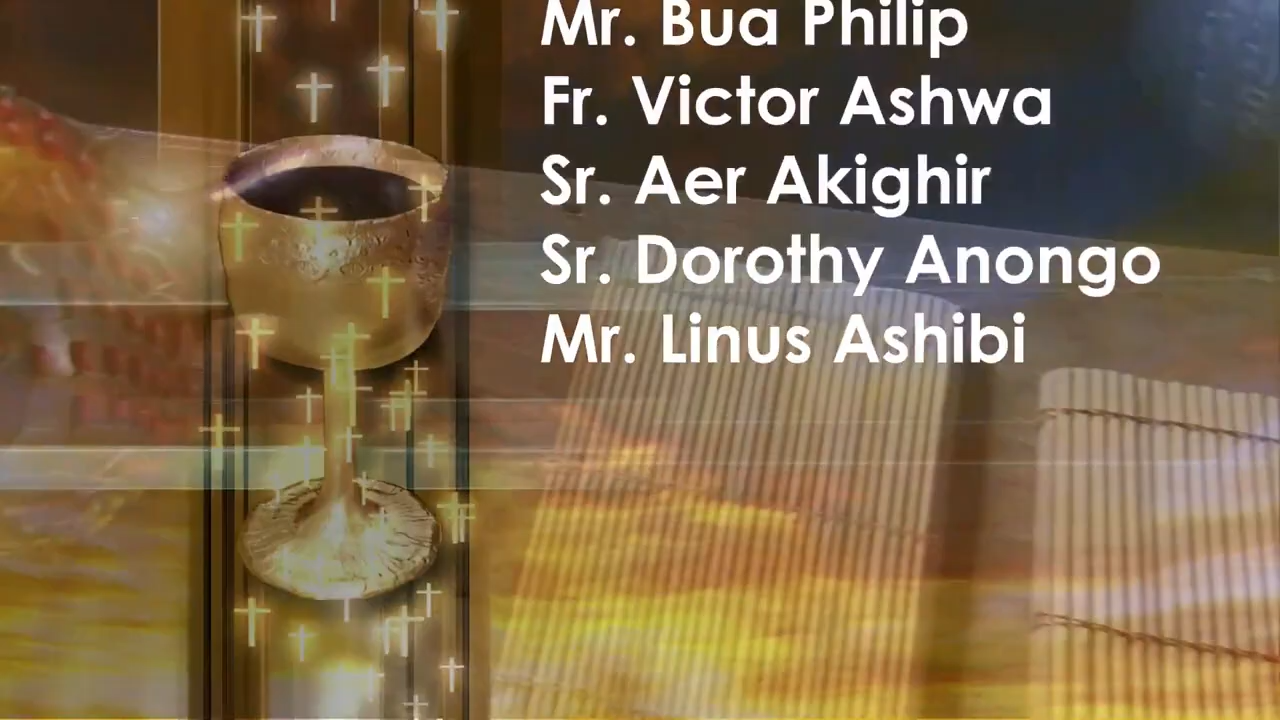 Mr. Bua Philip
Fr. Victor Ashwa
Sr. Aer Akighir
Sr. Dorothy Anongo
Mr. Linus Ashibi